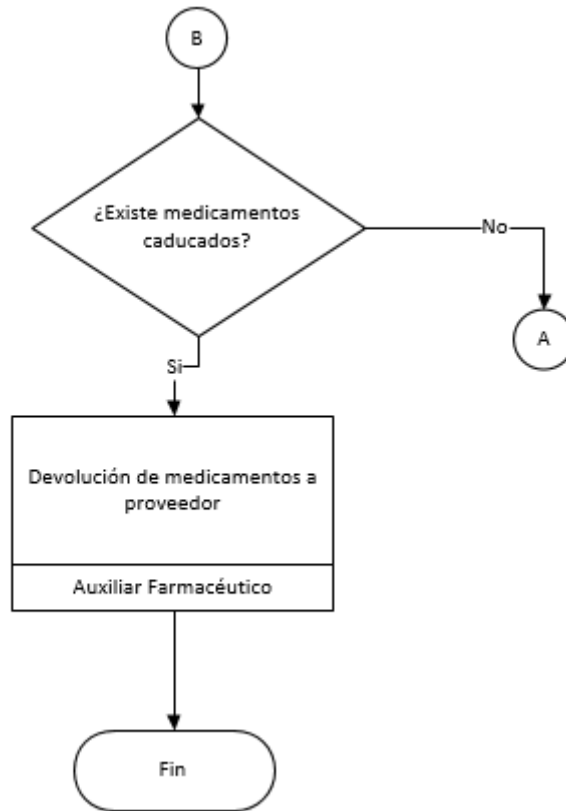 B
¿Existe medicamentos
caducados?
No
A
Si
Devolución de medicamentos a
proveedor
Auxiliar Farmacéutico
Fin